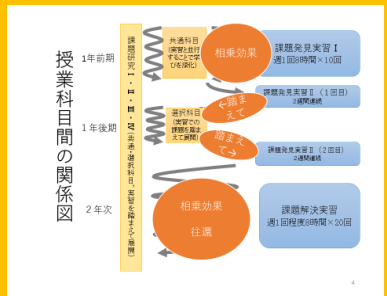 授業科目間の関係図
1年前期
1年後期
2年次
課題研究Ⅰ・Ⅱ・Ⅲ・Ⅳ(共通・選択科目、実習を踏まえて展開)
共通科目
(実習と並行
することで学
びを深化)
相乗効果
課題発見実習Ⅰ
週1回8時間×10回
課題発見実習Ⅱ(1回目)
2週間連続
←踏ま
えて
選択科目
(実習での
課題を踏ま
えて展開)
踏まえ
て→
課題発見実習Ⅱ(2回目)
2週間連続
相乗効果
往還
課題解決実習
週1回程度8時間×20回
4